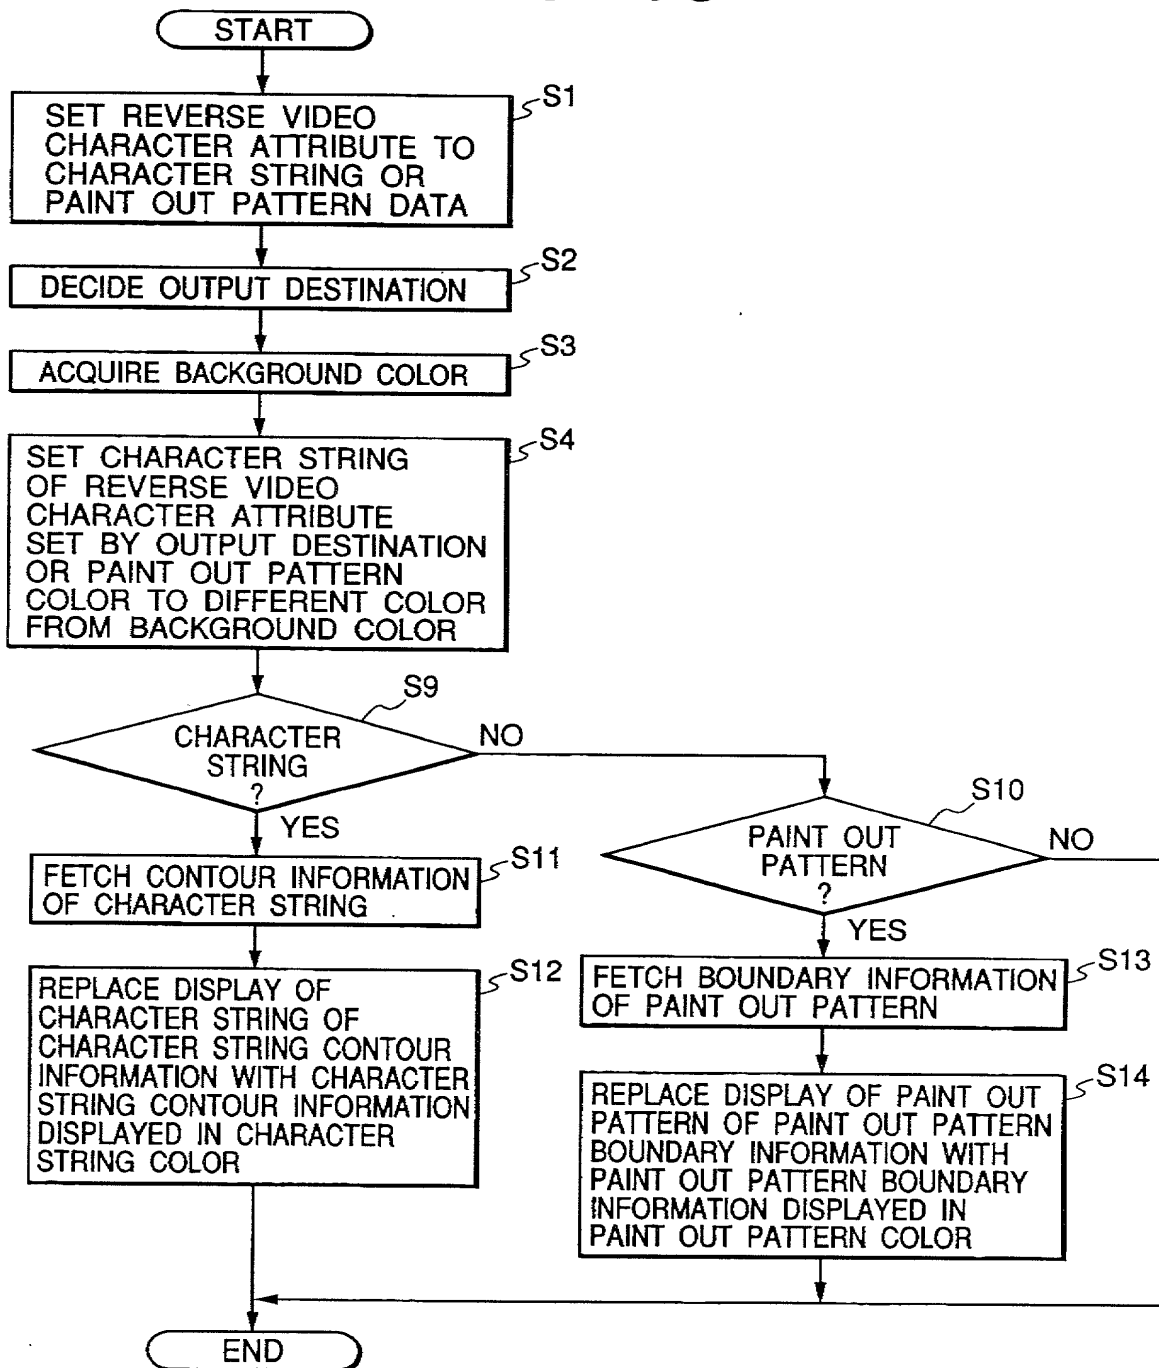 START
S1
SET REVERSE VIDEO
CHARACTER ATTRIBUTE TO
CHARACTER STRING OR
PAINT OUT PATTERN DATA
S2
DECIDE OUTPUT DESTINATION
S3
ACQUIRE BACKGROUND COLOR
S4
SET CHARACTER STRING
OF REVERSE VIDEO
CHARACTER ATTRIBUTE
SET BY OUTPUT DESTINATION
OR PAINT OUT PATTERN
COLOR TO DIFFERENT COLOR
FROM BACKGROUND COLOR
S9
CHARACTER
STRING
?
NO
YES
S10
PAINT OUT
PATTERN
?
NO
YES
S11
FETCH CONTOUR INFORMATION
OF CHARACTER STRING
S12
REPLACE DISPLAY OF
CHARACTER STRING OF
CHARACTER STRING CONTOUR
INFORMATION WITH CHARACTER
STRING CONTOUR INFORMATION
DISPLAYED IN CHARACTER
STRING COLOR
S13
FETCH BOUNDARY INFORMATION
OF PAINT OUT PATTERN
S14
REPLACE DISPLAY OF PAINT OUT
PATTERN OF PAINT OUT PATTERN
BOUNDARY INFORMATION WITH
PAINT OUT PATTERN BOUNDARY
INFORMATION DISPLAYED IN
PAINT OUT PATTERN COLOR
END